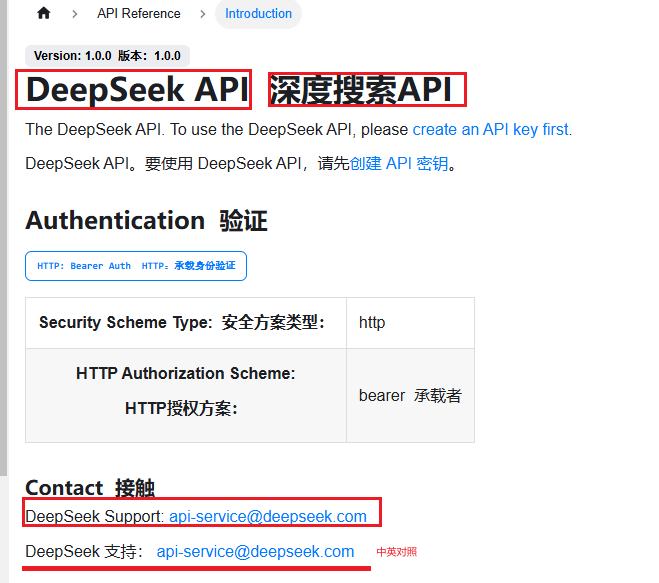 API Reference Introduction
Version: 1.0.0 版本：1.0.0
DeepSeek API 深度搜索API
The DeepSeek API. To use the DeepSeek API, please create an API key first.
DeepSeek API。要使用 DeepSeek API，请先创建 API 密钥。
Authentication 验证
HTTP: Bearer Auth HTTP：承载身份验证
Security Scheme Type: 安全方案类型： http
HTTP Authorization Scheme:
HTTP授权方案：
bearer 承载者
Contact 接触
DeepSeek Support: api-service@deepseek.com
DeepSeek 支持： api-service@deepseek.com 中英对照